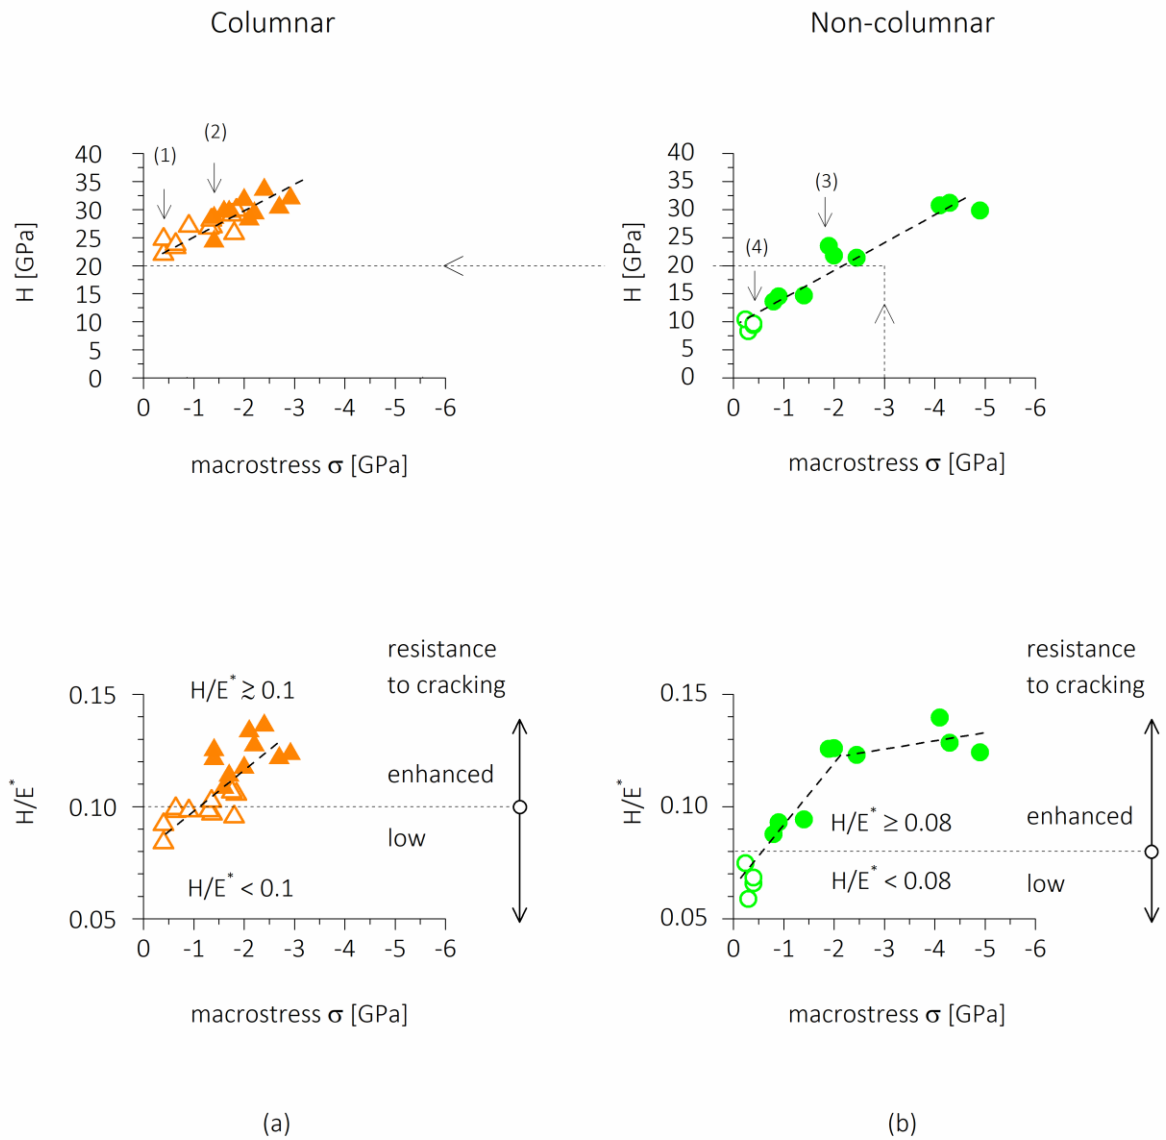 Columnar
Non-columnar
(1)
(2)
40
35
30
25
20
15
10
5
0
H [GPa]
0 -1 -2 -3 -4 -5 -6
macrostress σ [GPa]
(3)
(4)
40
35
30
25
20
15
10
5
0
H [GPa]
0 -1 -2 -3 -4 -5 -6
macrostress σ [GPa]
resistance
to cracking
H/E* ≳ 0.1
0.15
0.10
0.05
H/E*
enhanced
low
H/E* < 0.1
0 -1 -2 -3 -4 -5 -6
macrostress σ [GPa]
(a)
resistance
to cracking
0.15
0.10
0.05
H/E*
H/E* ≥ 0.08
enhanced
H/E* < 0.08
low
0 -1 -2 -3 -4 -5 -6
macrostress σ [GPa]
(b)